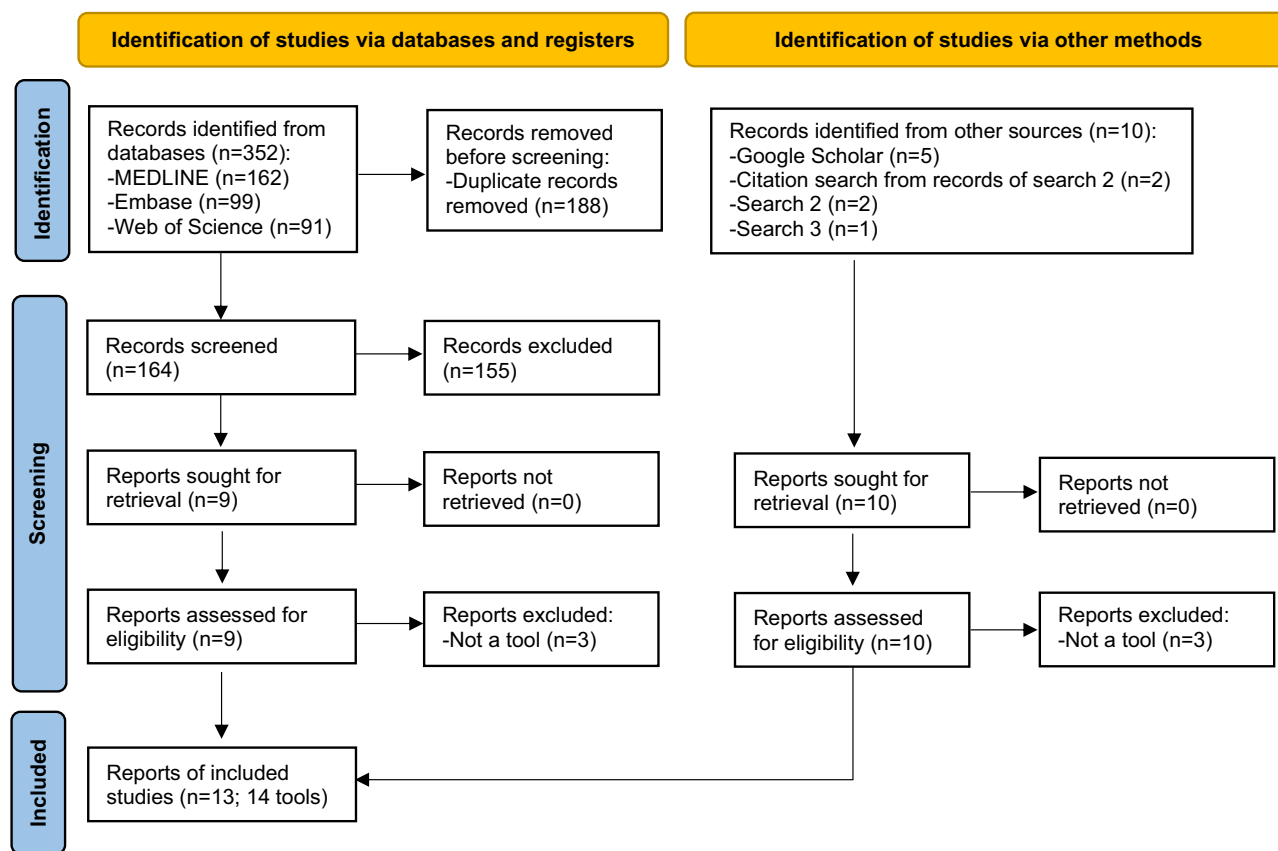 Identification of studies via databases and registers
Identification of studies via other methods
Identification
Records identified from
databases (n=352):
-MEDLINE (n=162)
-Embase (n=99)
-Web of Science (n=91)
Records removed
before screening:
-Duplicate records
removed (n=188)
Records identified from other sources (n=10):
-Google Scholar (n=5)
-Citation search from records of search 2 (n=2)
-Search 2 (n=2)
-Search 3 (n=1)
Screening
Records screened
(n=164)
Records excluded
(n=155)
Reports sought for
retrieval (n=9)
Reports not
retrieved (n=0)
Reports sought for
retrieval (n=10)
Reports not
retrieved (n=0)
Reports assessed for
eligibility (n=9)
Reports excluded:
-Not a tool (n=3)
Reports assessed
for eligibility (n=10)
Reports excluded:
-Not a tool (n=3)
Included
Reports of included
studies (n=13; 14 tools)